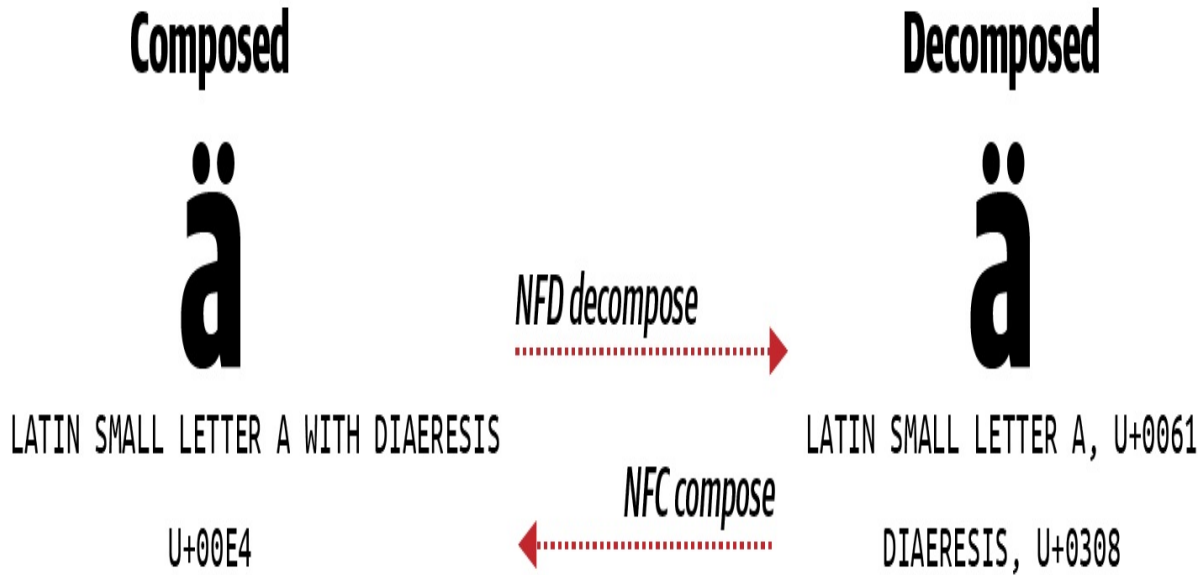 Composed
Decomposed
ä
ä
NFD decompose
LATIN SMALL LETTER A WITH DIAERESIS
LATIN SMALL LETTER A, U+0061
NFC compose
U+00E4
DIAERESIS, U+0308